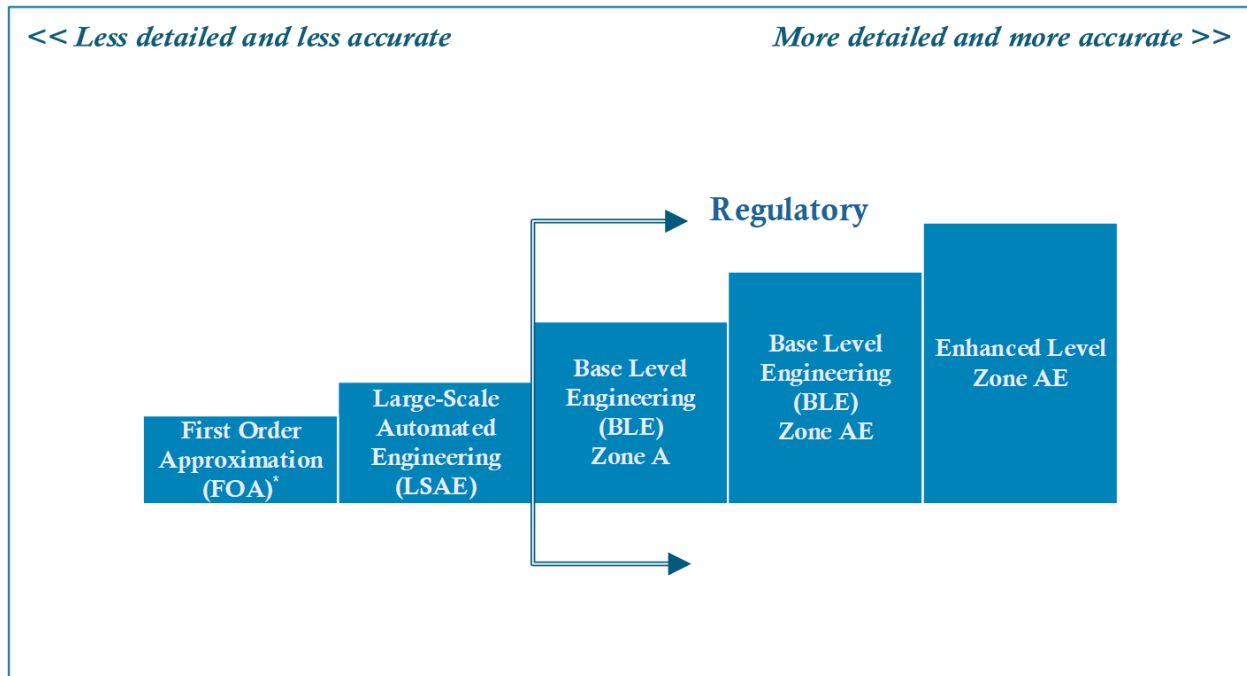 << Less detailed and less accurate
More detailed and more accurate >>
Regulatory
First Order
Approximation
(FOA)*
Large-Scale
Automated
Engineering
(LSAE)
Base Level
Engineering
(BLE)
Zone A
Base Level
Engineering
(BLE)
Zone AE
Enhanced Level
Zone AE